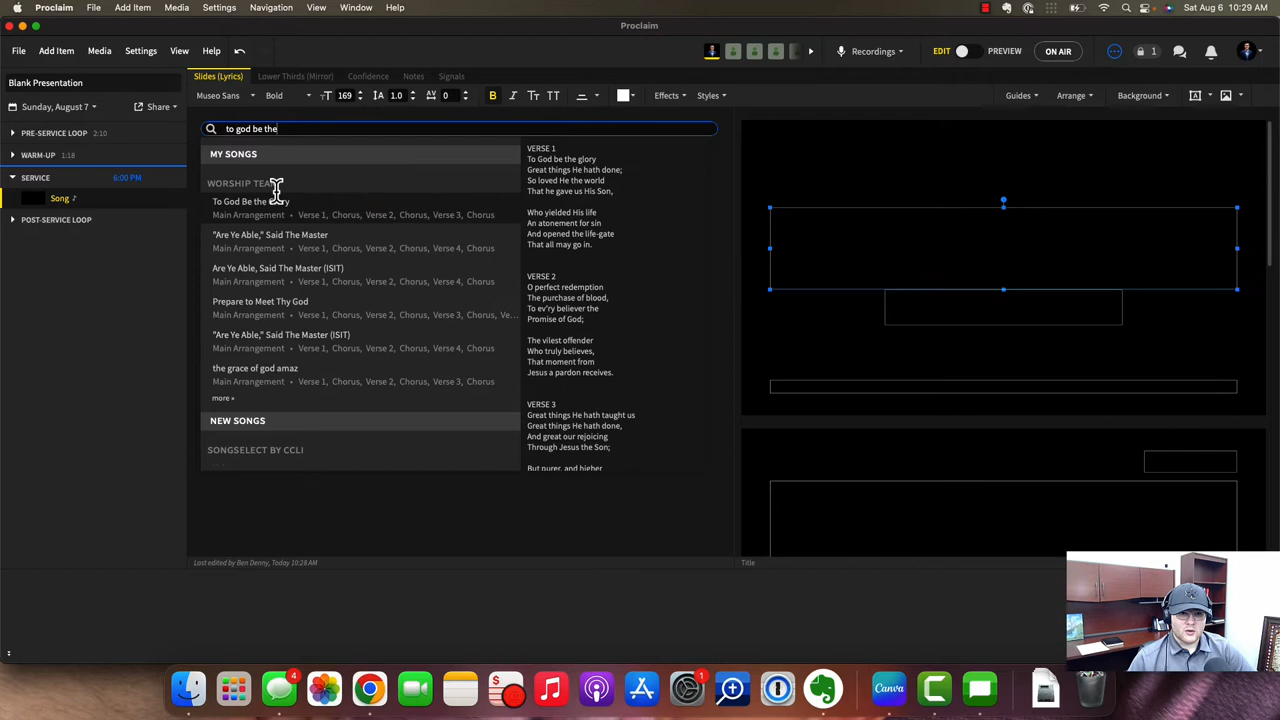 Proclaim File Add Item Media Settings View Window Help Sat Aug 6 10:29 AM
Proclaim
File Add Item Media Settings View Help Recordings EDIT PREVIEW ON AIR 1
Blank Presentation
Sunday, August 7 Share
PRE-SERVICE LOOP 2:10
WARM-UP 1:18
SERVICE 6:00 PM
Song
POST-SERVICE LOOP
Slides (Lyrics) Lower Thirds (Mirror) Confidence Notes Signals
Museo Sans Bold TT 169 1.0 AV 0 B I Tt TT Effects Styles Guides Arrange
to god be the
MY SONGS
WORSHIP TEA
To God Be the Glory
Main Arrangement • Verse 1, Chorus, Verse 2, Chorus, Verse 3, Chorus
"Are Ye Able," Said The Master
Main Arrangement • Verse 1, Chorus, Verse 2, Chorus, Verse 4, Chorus
Are Ye Able, Said The Master (ISIT)
Main Arrangement • Verse 1, Chorus, Verse 2, Chorus, Verse 4, Chorus
Prepare to Meet Thy God
Main Arrangement • Verse 1, Chorus, Verse 2, Chorus, Verse 3, Chorus, Ve...
"Are Ye Able," Said The Master (ISIT)
Main Arrangement • Verse 1, Chorus, Verse 2, Chorus, Verse 4, Chorus
the grace of god amaz
Main Arrangement • Verse 1, Chorus, Verse 2, Chorus, Verse 3, Chorus
more »
NEW SONGS
SONGSELECT BY CCLI
VERSE 1
To God be the glory
Great things He hath done;
So loved He the world
That he gave us His Son,
Who yielded His life
An atonement for sin
And opened the life-gate
That all may go in.
VERSE 2
O perfect redemption
The purchase of blood,
To ev'ry believer the
Promise of God;
The vilest offender
Who truly believes,
That moment from
Jesus a pardon receives.
VERSE 3
Great things He hath taught us
Great things He hath done,
And great our rejoicing
Through Jesus the Son;
But purer, and higher
Last edited by Ben Denny, Today 10:28 AM
Title
4
1